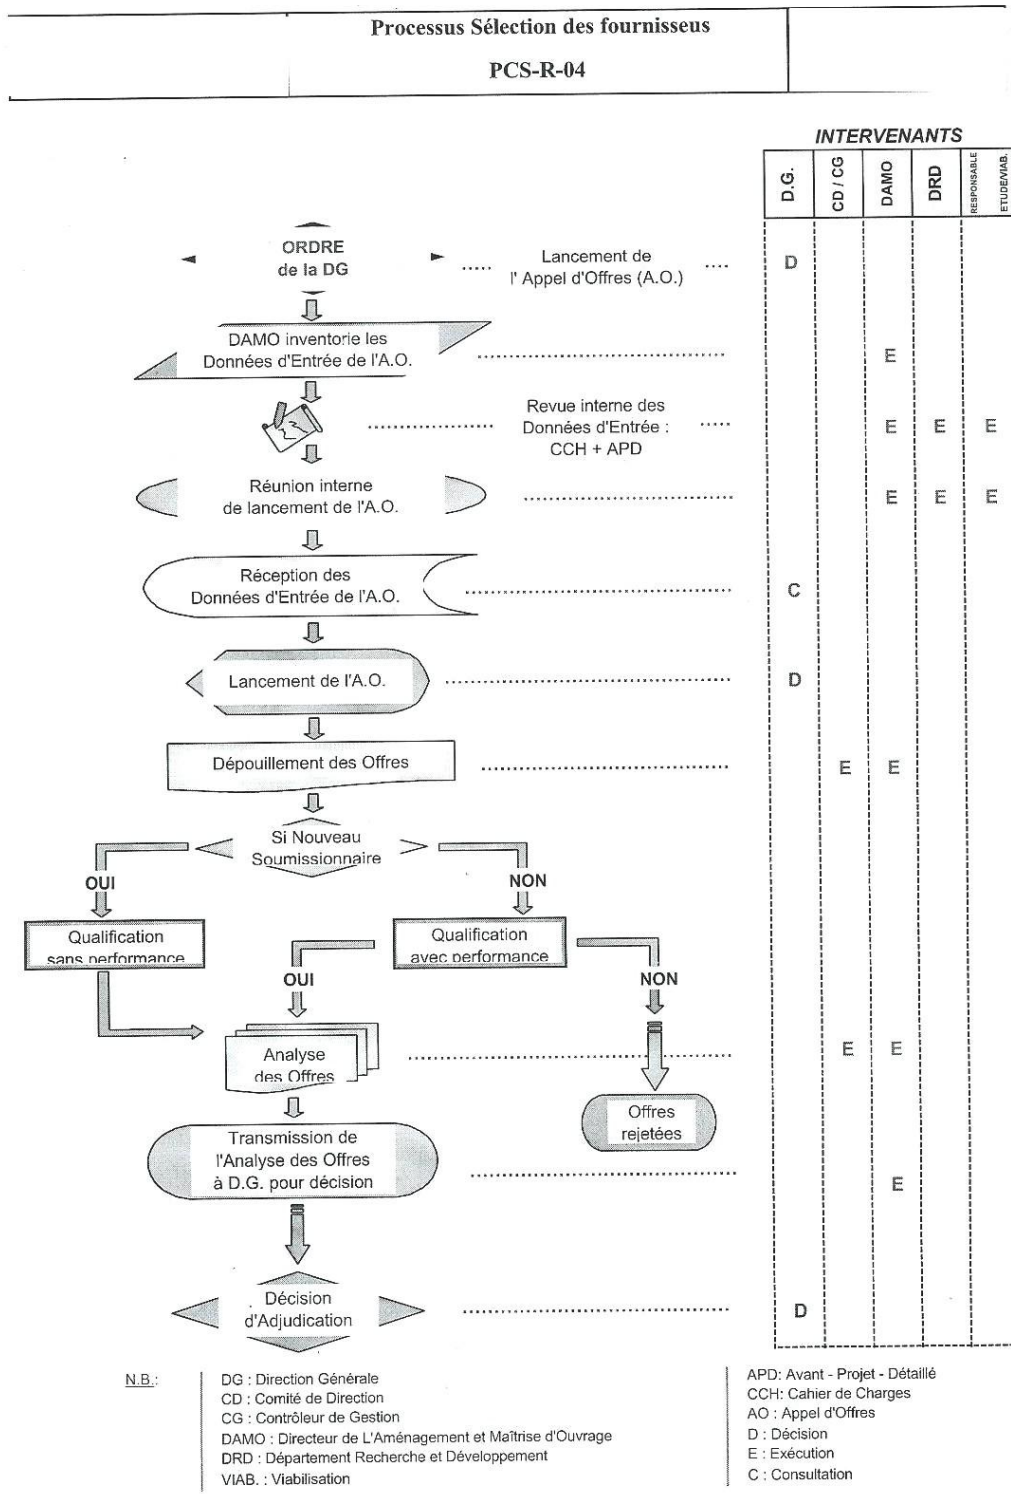 Processus Sélection des fournisseus
PCS-R-04
INTERVENANTS
D.G.
CD / CG
DAMO
DRD
RESPONSABLE
ETUDE/VIAB.
ORDRE
de la DG
Lancement de
l' Appel d'Offres (A.O.)
D
DAMO inventorie les
Données d'Entrée de l'A.O.
E
Revue interne des
Données d'Entrée :
CCH + APD
E E E
Réunion interne
de lancement de l'A.O.
E E E
Réception des
Données d'Entrée de l'A.O.
C
Lancement de l'A.O.
D
Dépouillement des Offres
E E
Si Nouveau
Soumissionnaire
OUI
NON
Qualification
sans performance
Qualification
avec performance
OUI
NON
Analyse
des Offres
E E
Offres
rejetées
Transmission de
l'Analyse des Offres
à D.G. pour décision
E
Décision
d'Adjudication
D
N.B.:
DG : Direction Générale
CD : Comité de Direction
CG : Contrôleur de Gestion
DAMO : Directeur de L'Aménagement et Maîtrise d'Ouvrage
DRD : Département Recherche et Développement
VIAB. : Viabilisation
APD: Avant - Projet - Détaillé
CCH: Cahier de Charges
AO : Appel d'Offres
D : Décision
E : Exécution
C : Consultation